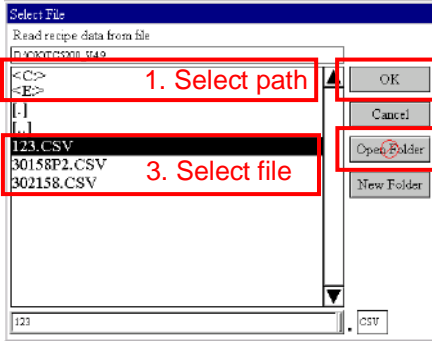 Select File
Read recipe data from file
<C:>
<E:>
1. Select path
OK
[.]
[..]
Cancel
123.CSV
Open Folder
30158P2.CSV
302158.CSV
3. Select file
New Folder
123
. CSV